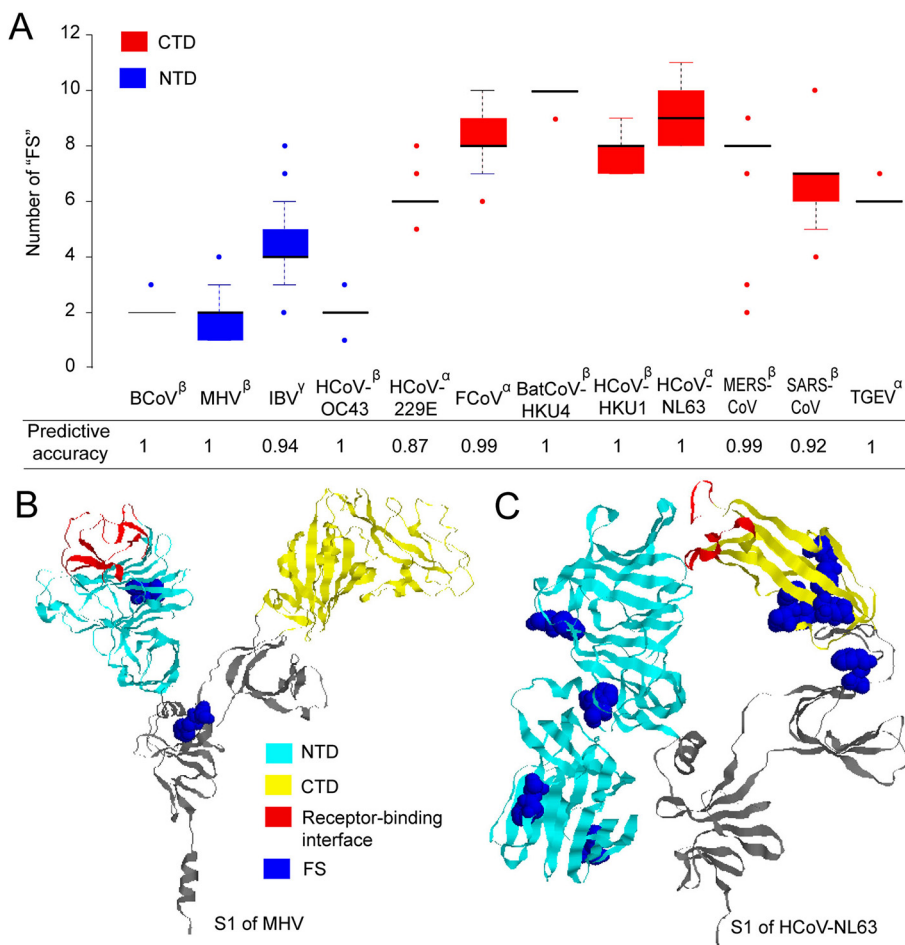 A
CTD
NTD
Number of "FS"
12
10
8
6
4
2
0
BCoVβ
MHVβ
IBVγ
HCoV-β
OC43
HCoV-α
229E
FCoVα
BatCoV-β
HKU4
HCoV-β
HKU1
HCoV-α
NL63
MERS-β
CoV
SARS-β
CoV
TGEVα
Predictive
accuracy
1 1 0.94 1 0.87 0.99 1 1 1 0.99 0.92 1
B
NTD
CTD
Receptor-binding
interface
FS
S1 of MHV
C
S1 of HCoV-NL63